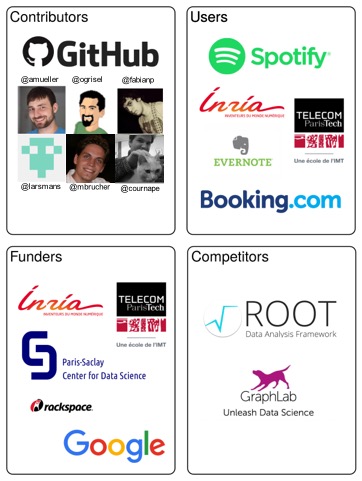 Contributors
GitHub
@amueller @ogrisel @fabianp
@larsmans @mbrucher @cournape
Users
Spotify
Inria
INVENTEURS DU MONDE NUMÉRIQUE
TELECOM
ParisTech
EVERNOTE
Une école de l'IMT
Booking.com
Funders
Inria
INVENTEURS DU MONDE NUMÉRIQUE
TELECOM
ParisTech
Une école de l'IMT
Paris-Saclay
Center for Data Science
rackspace.
Google
Competitors
ROOT
Data Analysis Framework
GraphLab
Unleash Data Science